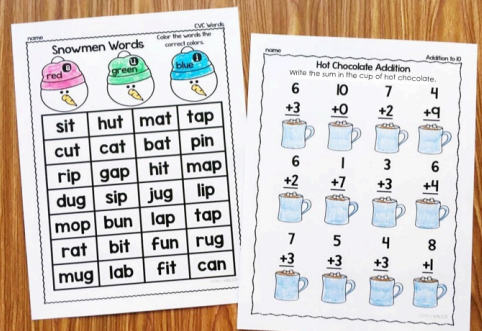 name
CVC Words
Snowmen Words
Color the words the
correct colors.
red
u
green
i
blue
sit hut mat tap
cut cat bat pin
rip gap hit map
dug sip jug lip
mop bun lap tap
rat bit fun rug
mug lab fit can
name
Addition to 10
Hot Chocolate Addition
Write the sum in the cup of hot chocolate.
6 10 7 4
+3 +0 +2 +9
6 1 3 6
+2 +7 +3 +4
7 5 4 8
+3 +3 +3 +1